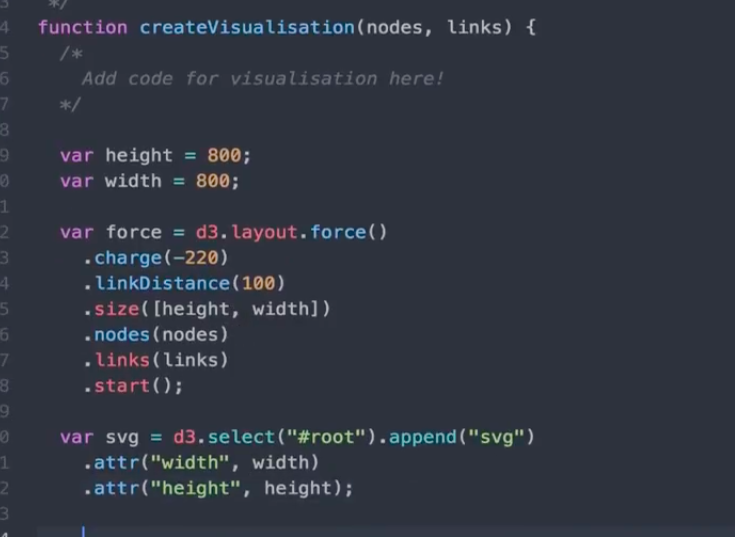 3 */
4 function createVisualisation(nodes, links) {
5 /*
6 Add code for visualisation here!
7 */
8
9 var height = 800;
0 var width = 800;
1
2 var force = d3.layout.force()
3 .charge(-220)
4 .linkDistance(100)
5 .size([height, width])
6 .nodes(nodes)
7 .links(links)
8 .start();
9
0 var svg = d3.select("#root").append("svg")
1 .attr("width", width)
2 .attr("height", height);
3
4